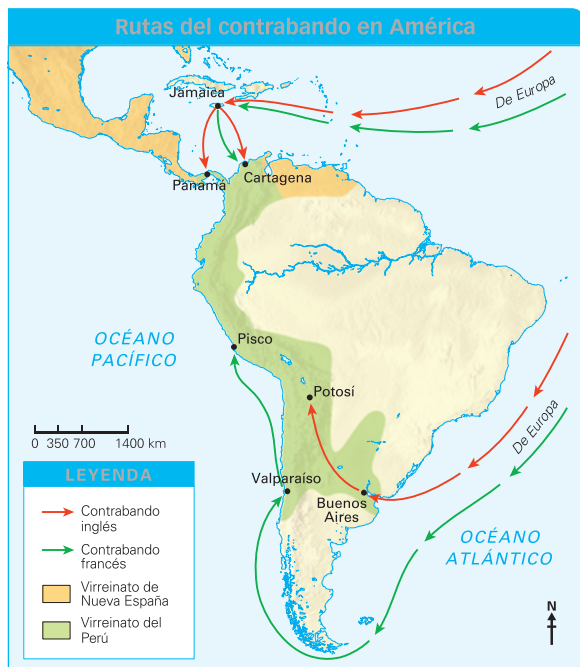 Rutas del contrabando en América
De Europa
Jamaica
Panamá
Cartagena
OCÉANO
PACÍFICO
Pisco
Potosí
De Europa
0 350 700 1400 km
LEYENDA
Contrabando
inglés
Contrabando
francés
Virreinato de
Nueva España
Virreinato del
Perú
Valparaíso
Buenos
Aires
OCÉANO
ATLÁNTICO
N